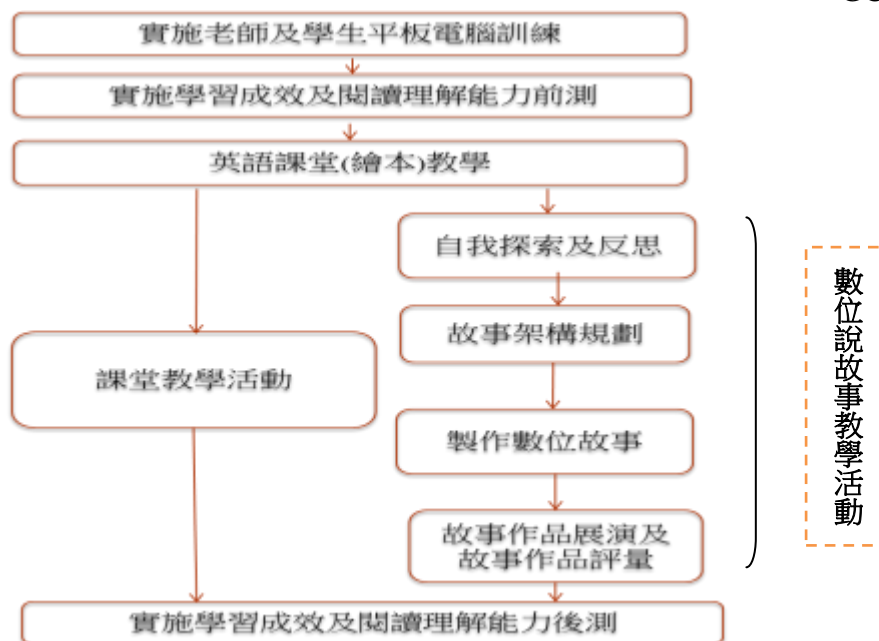 實施老師及學生平板電腦訓練
實施學習成效及閱讀理解能力前測
英語課堂(繪本)教學
自我探索及反思
故事架構規劃
課堂教學活動
製作數位故事
故事作品展演及
故事作品評量
實施學習成效及閱讀理解能力後測
數位說故事教學活動